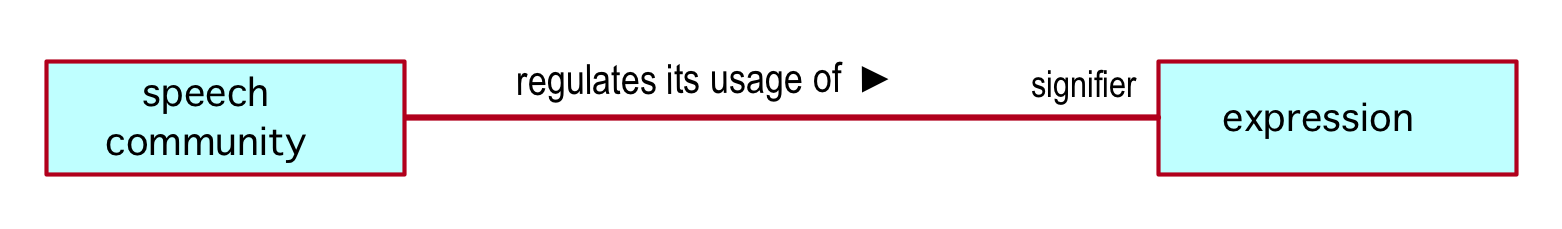 speech
community
regulates its usage of ►
signifier
expression